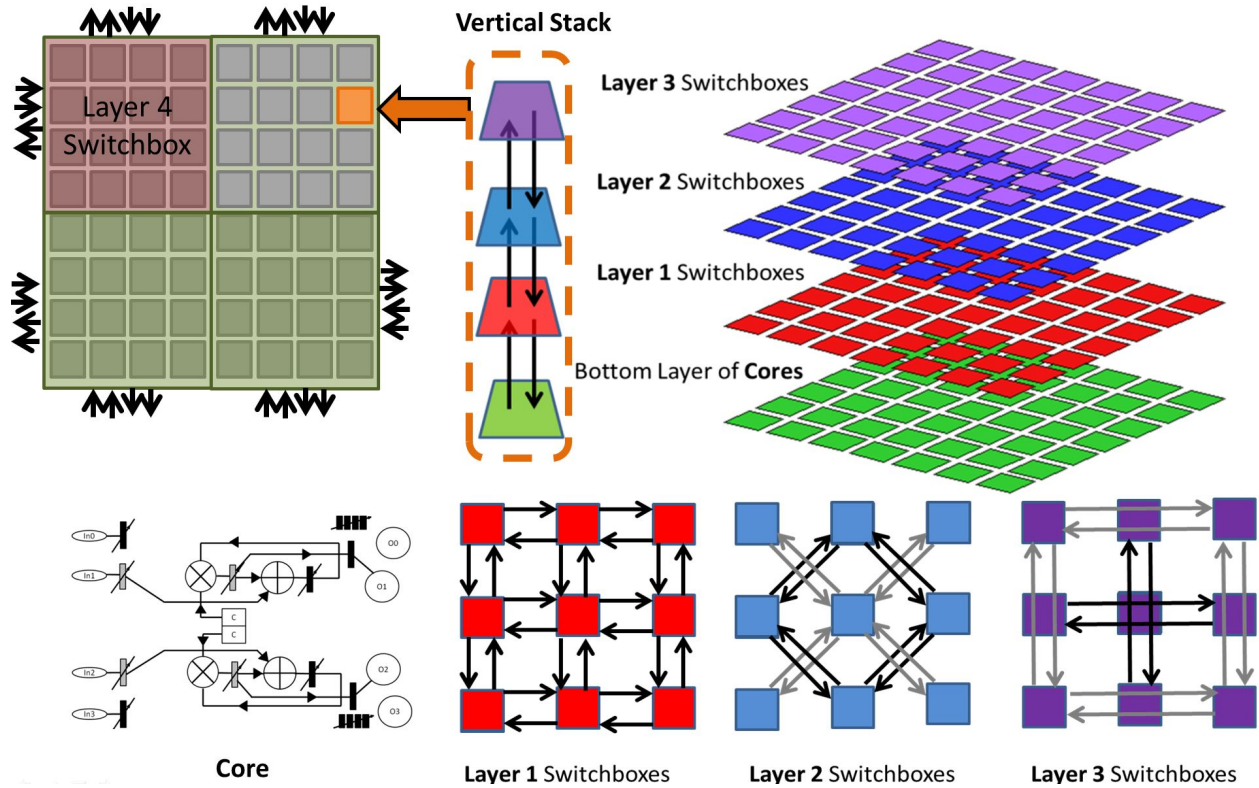 Layer 4
Switchbox
Vertical Stack
Layer 3 Switchboxes
Layer 2 Switchboxes
Layer 1 Switchboxes
Bottom Layer of Cores
In0
In1
In2
In3
C
C
O0
O1
O2
O3
Core
Layer 1 Switchboxes
Layer 2 Switchboxes
Layer 3 Switchboxes